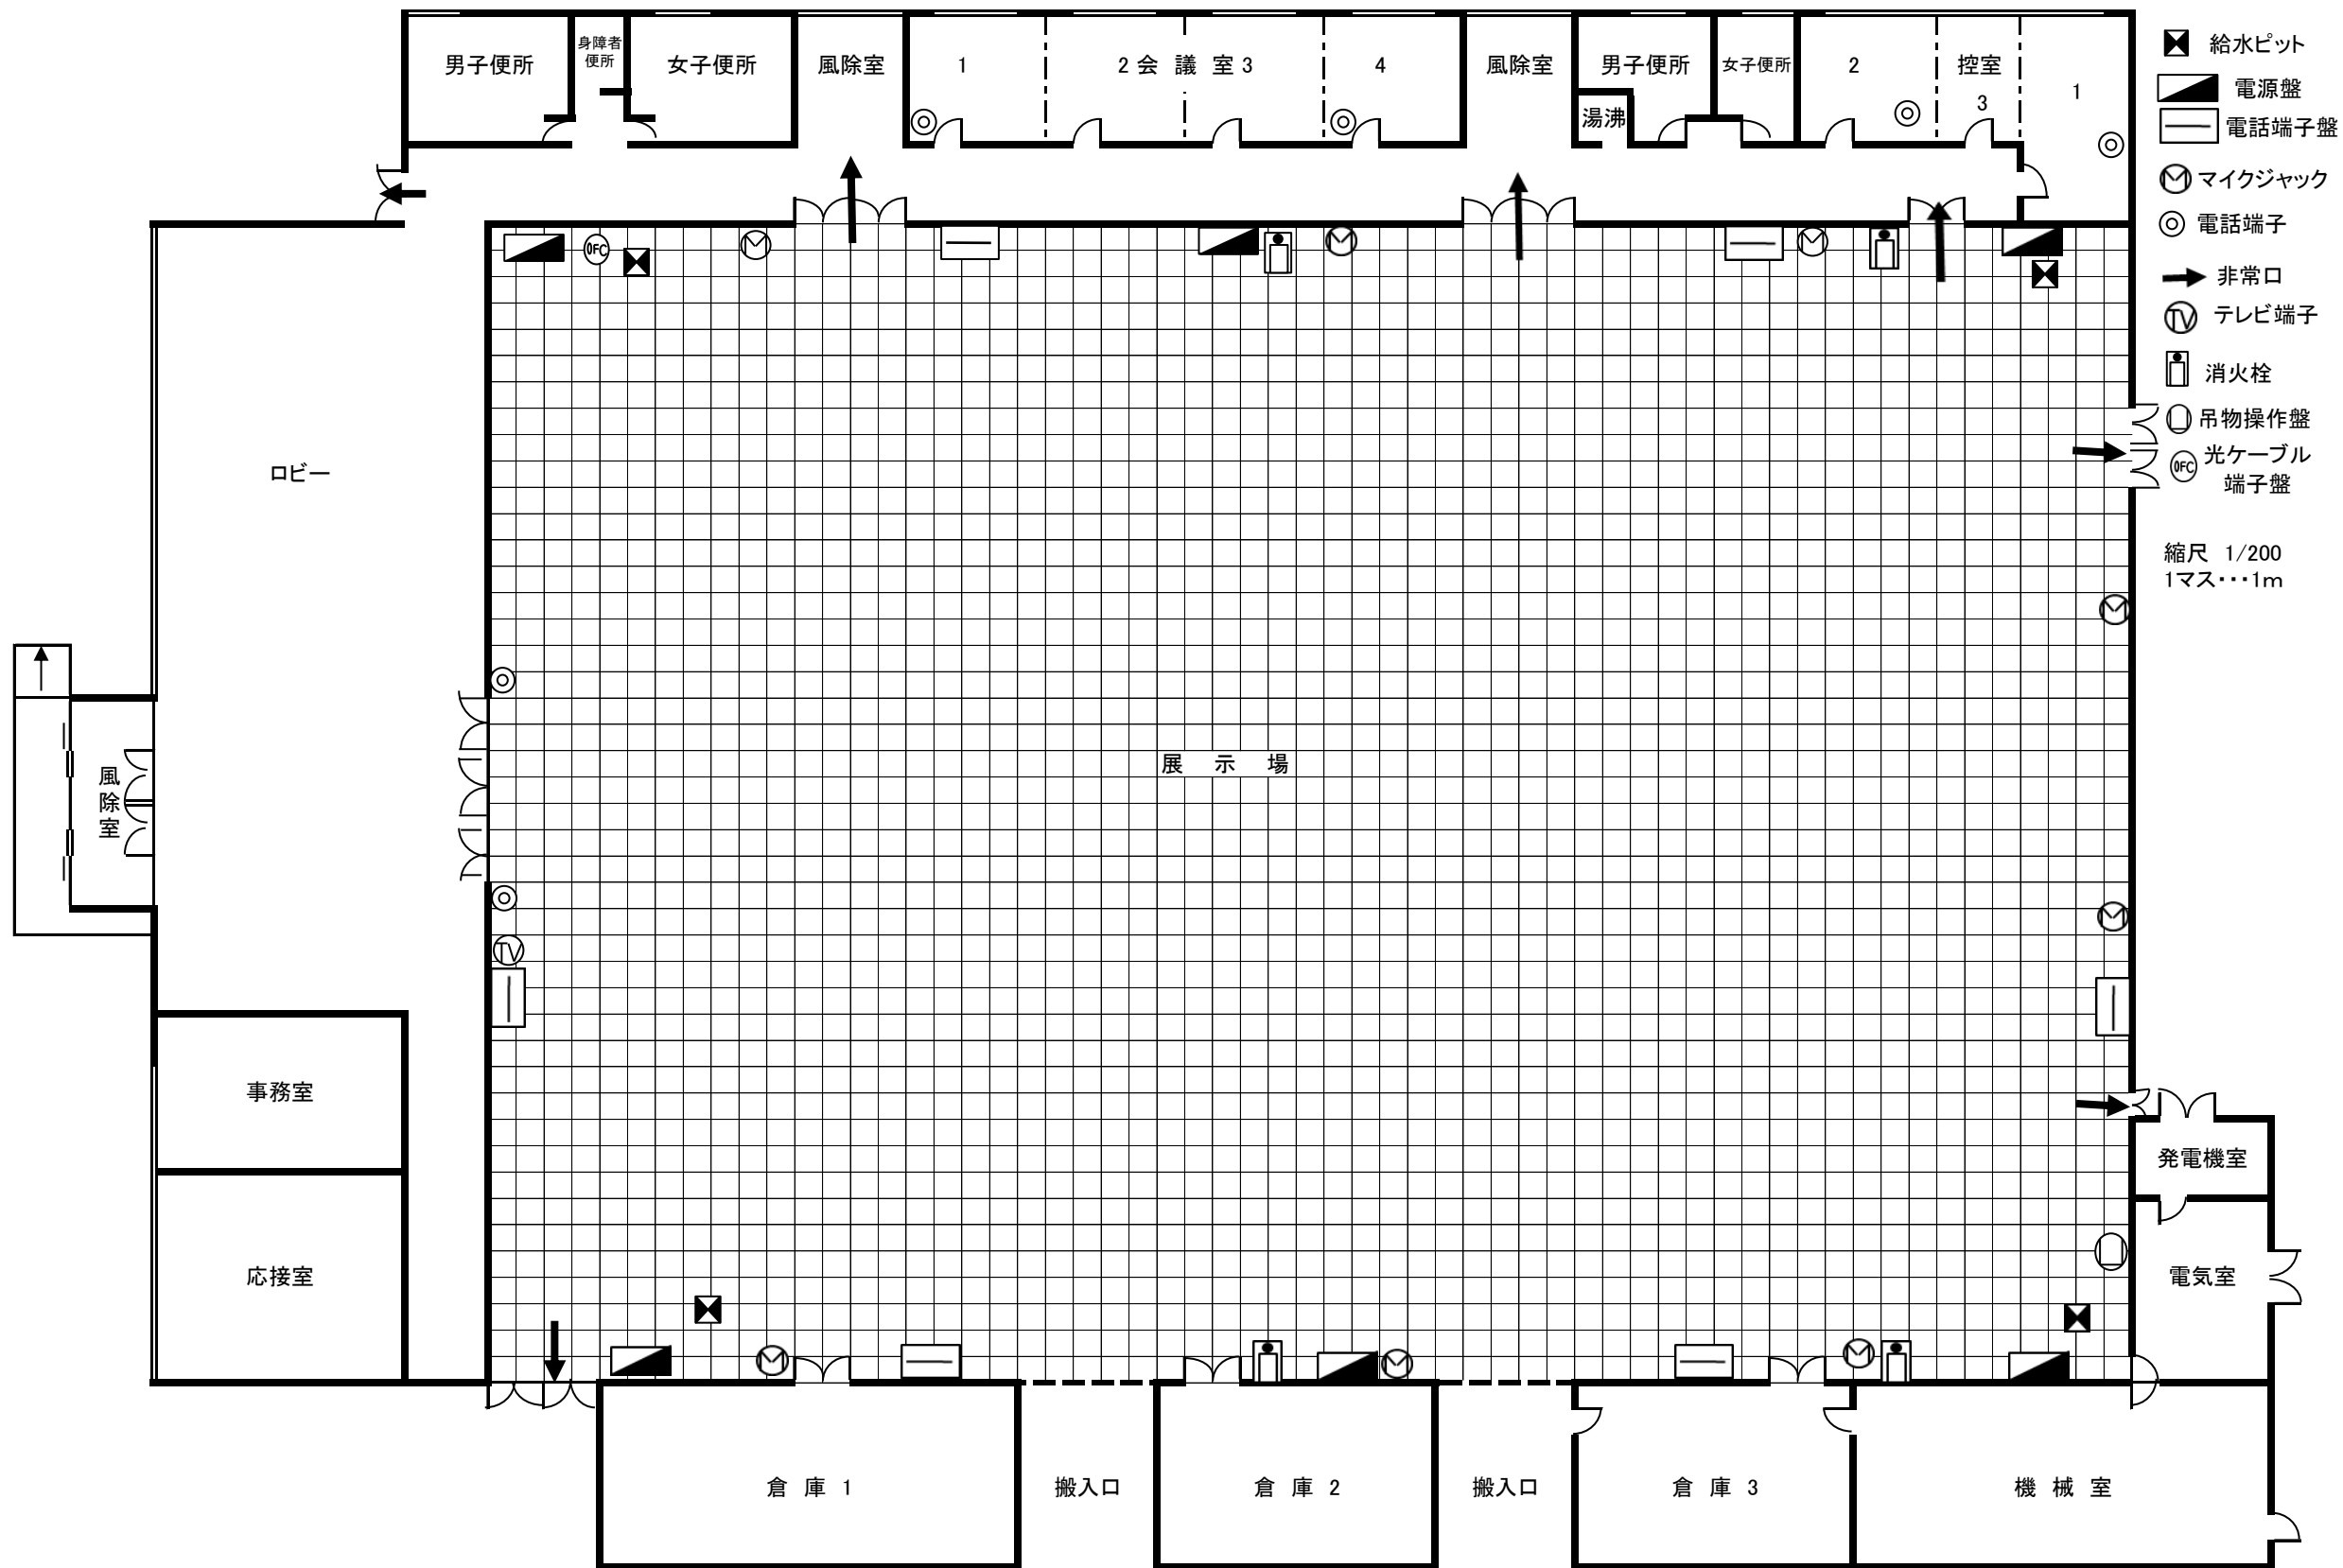 男子便所
身障者
便所
女子便所
風除室
1
2 会 議 室 3
4
風除室
男子便所
湯沸
女子便所
2
控室
3
1
給水ピット
電源盤
電話端子盤
マイクジャック
電話端子
非常口
TV
テレビ端子
消火栓
吊物操作盤
OFC
光ケーブル
端子盤
縮尺 1/200
1マス・・・1m
OFC
ロビー
風除室
展 示 場
TV
事務室
応接室
発電機室
電気室
倉 庫 1
搬入口
倉 庫 2
搬入口
倉 庫 3
機 械 室